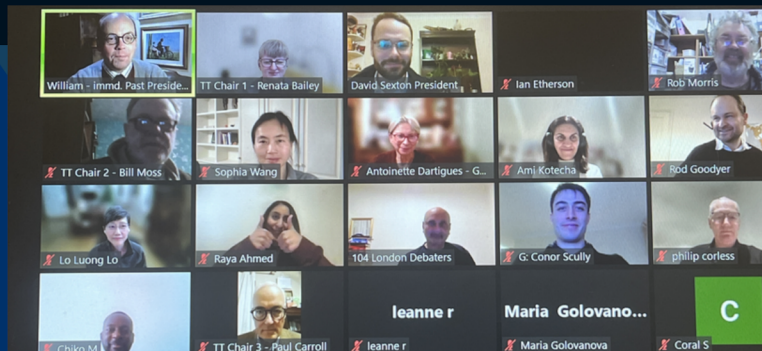 William - immd. Past Preside...
TT Chair 1 - Renata Bailey
David Sexton President
Ian Etherson
Rob Morris
TT Chair 2 - Bill Moss
Sophia Wang
Antoinette Dartigues - G...
Ami Kotecha
Rod Goodyer
Lo Luong Lo
Raya Ahmed
104 London Debaters
G: Conor Scully
philip corless
Chiko M
TT Chair 3 - Paul Carroll
leanne r
leanne r
Maria Golovano...
Maria Golovanova
C
Coral S